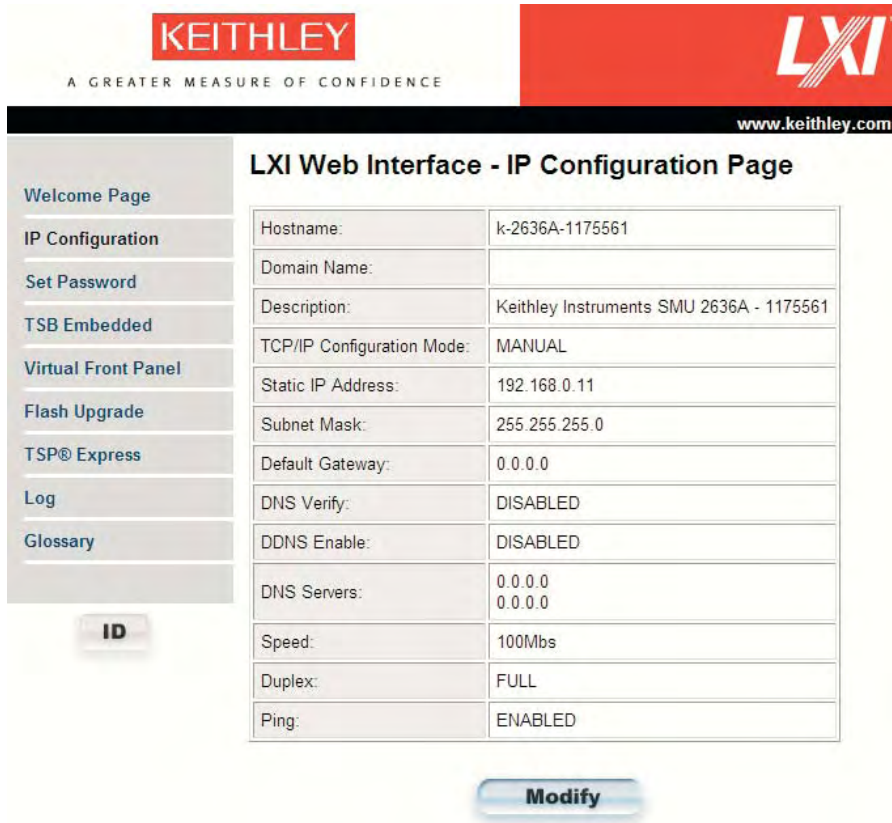 KEITHLEY
A GREATER MEASURE OF CONFIDENCE
LXI
www.keithley.com
Welcome Page
IP Configuration
Set Password
TSB Embedded
Virtual Front Panel
Flash Upgrade
TSP® Express
Log
Glossary
ID
LXI Web Interface - IP Configuration Page
Hostname: k-2636A-1175561
Domain Name:
Description: Keithley Instruments SMU 2636A - 1175561
TCP/IP Configuration Mode: MANUAL
Static IP Address: 192.168.0.11
Subnet Mask: 255.255.255.0
Default Gateway: 0.0.0.0
DNS Verify: DISABLED
DDNS Enable: DISABLED
DNS Servers: 0.0.0.0
0.0.0.0
Speed: 100Mbs
Duplex: FULL
Ping: ENABLED
Modify